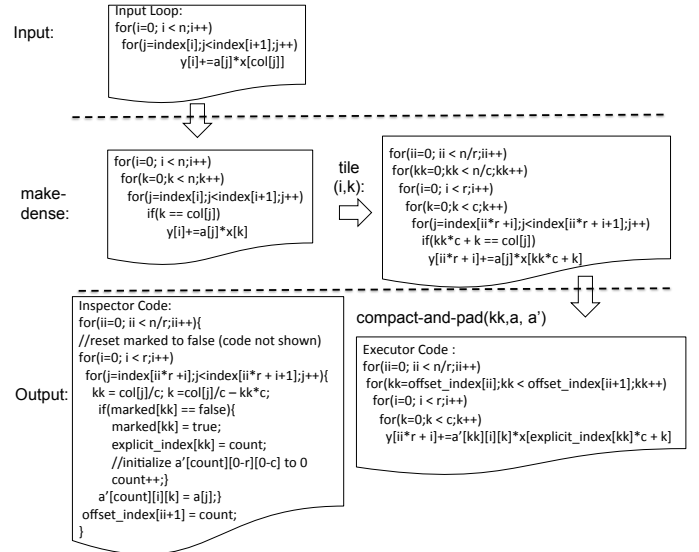 Input:
Input Loop:
for(i=0; i < n;i++)
for(j=index[i];j<index[i+1];j++)
y[i]+=a[j]*x[col[j]]
make-
dense:
for(i=0; i < n;i++)
for(k=0;k < n;k++)
for(j=index[i];j<index[i+1];j++)
if(k == col[j])
y[i]+=a[j]*x[k]
tile
(i,k):
for(ii=0; ii < n/r;ii++)
for(kk=0;kk < n/c;kk++)
for(i=0; i < r;i++)
for(k=0;k < c;k++)
for(j=index[ii*r +i];j<index[ii*r + i+1];j++)
if(kk*c + k == col[j])
y[ii*r + i]+=a[j]*x[kk*c + k]
Output:
Inspector Code:
for(ii=0; ii < n/r;ii++){
//reset marked to false (code not shown)
for(i=0; i < r;i++)
for(j=index[ii*r +i];j<index[ii*r + i+1];j++){
kk = col[j]/c; k =col[j]/c – kk*c;
if(marked[kk] == false){
marked[kk] = true;
explicit_index[kk] = count;
//initialize a’[count][0-r][0-c] to 0
count++;}
a’[count][i][k] = a[j];}
offset_index[ii+1] = count;
}
compact-and-pad(kk,a, a’)
Executor Code :
for(ii=0; ii < n/r;ii++)
for(kk=offset_index[ii];kk < offset_index[ii+1];kk++)
for(i=0; i < r;i++)
for(k=0;k < c;k++)
y[ii*r + i]+=a’[kk][i][k]*x[explicit_index[kk]*c + k]